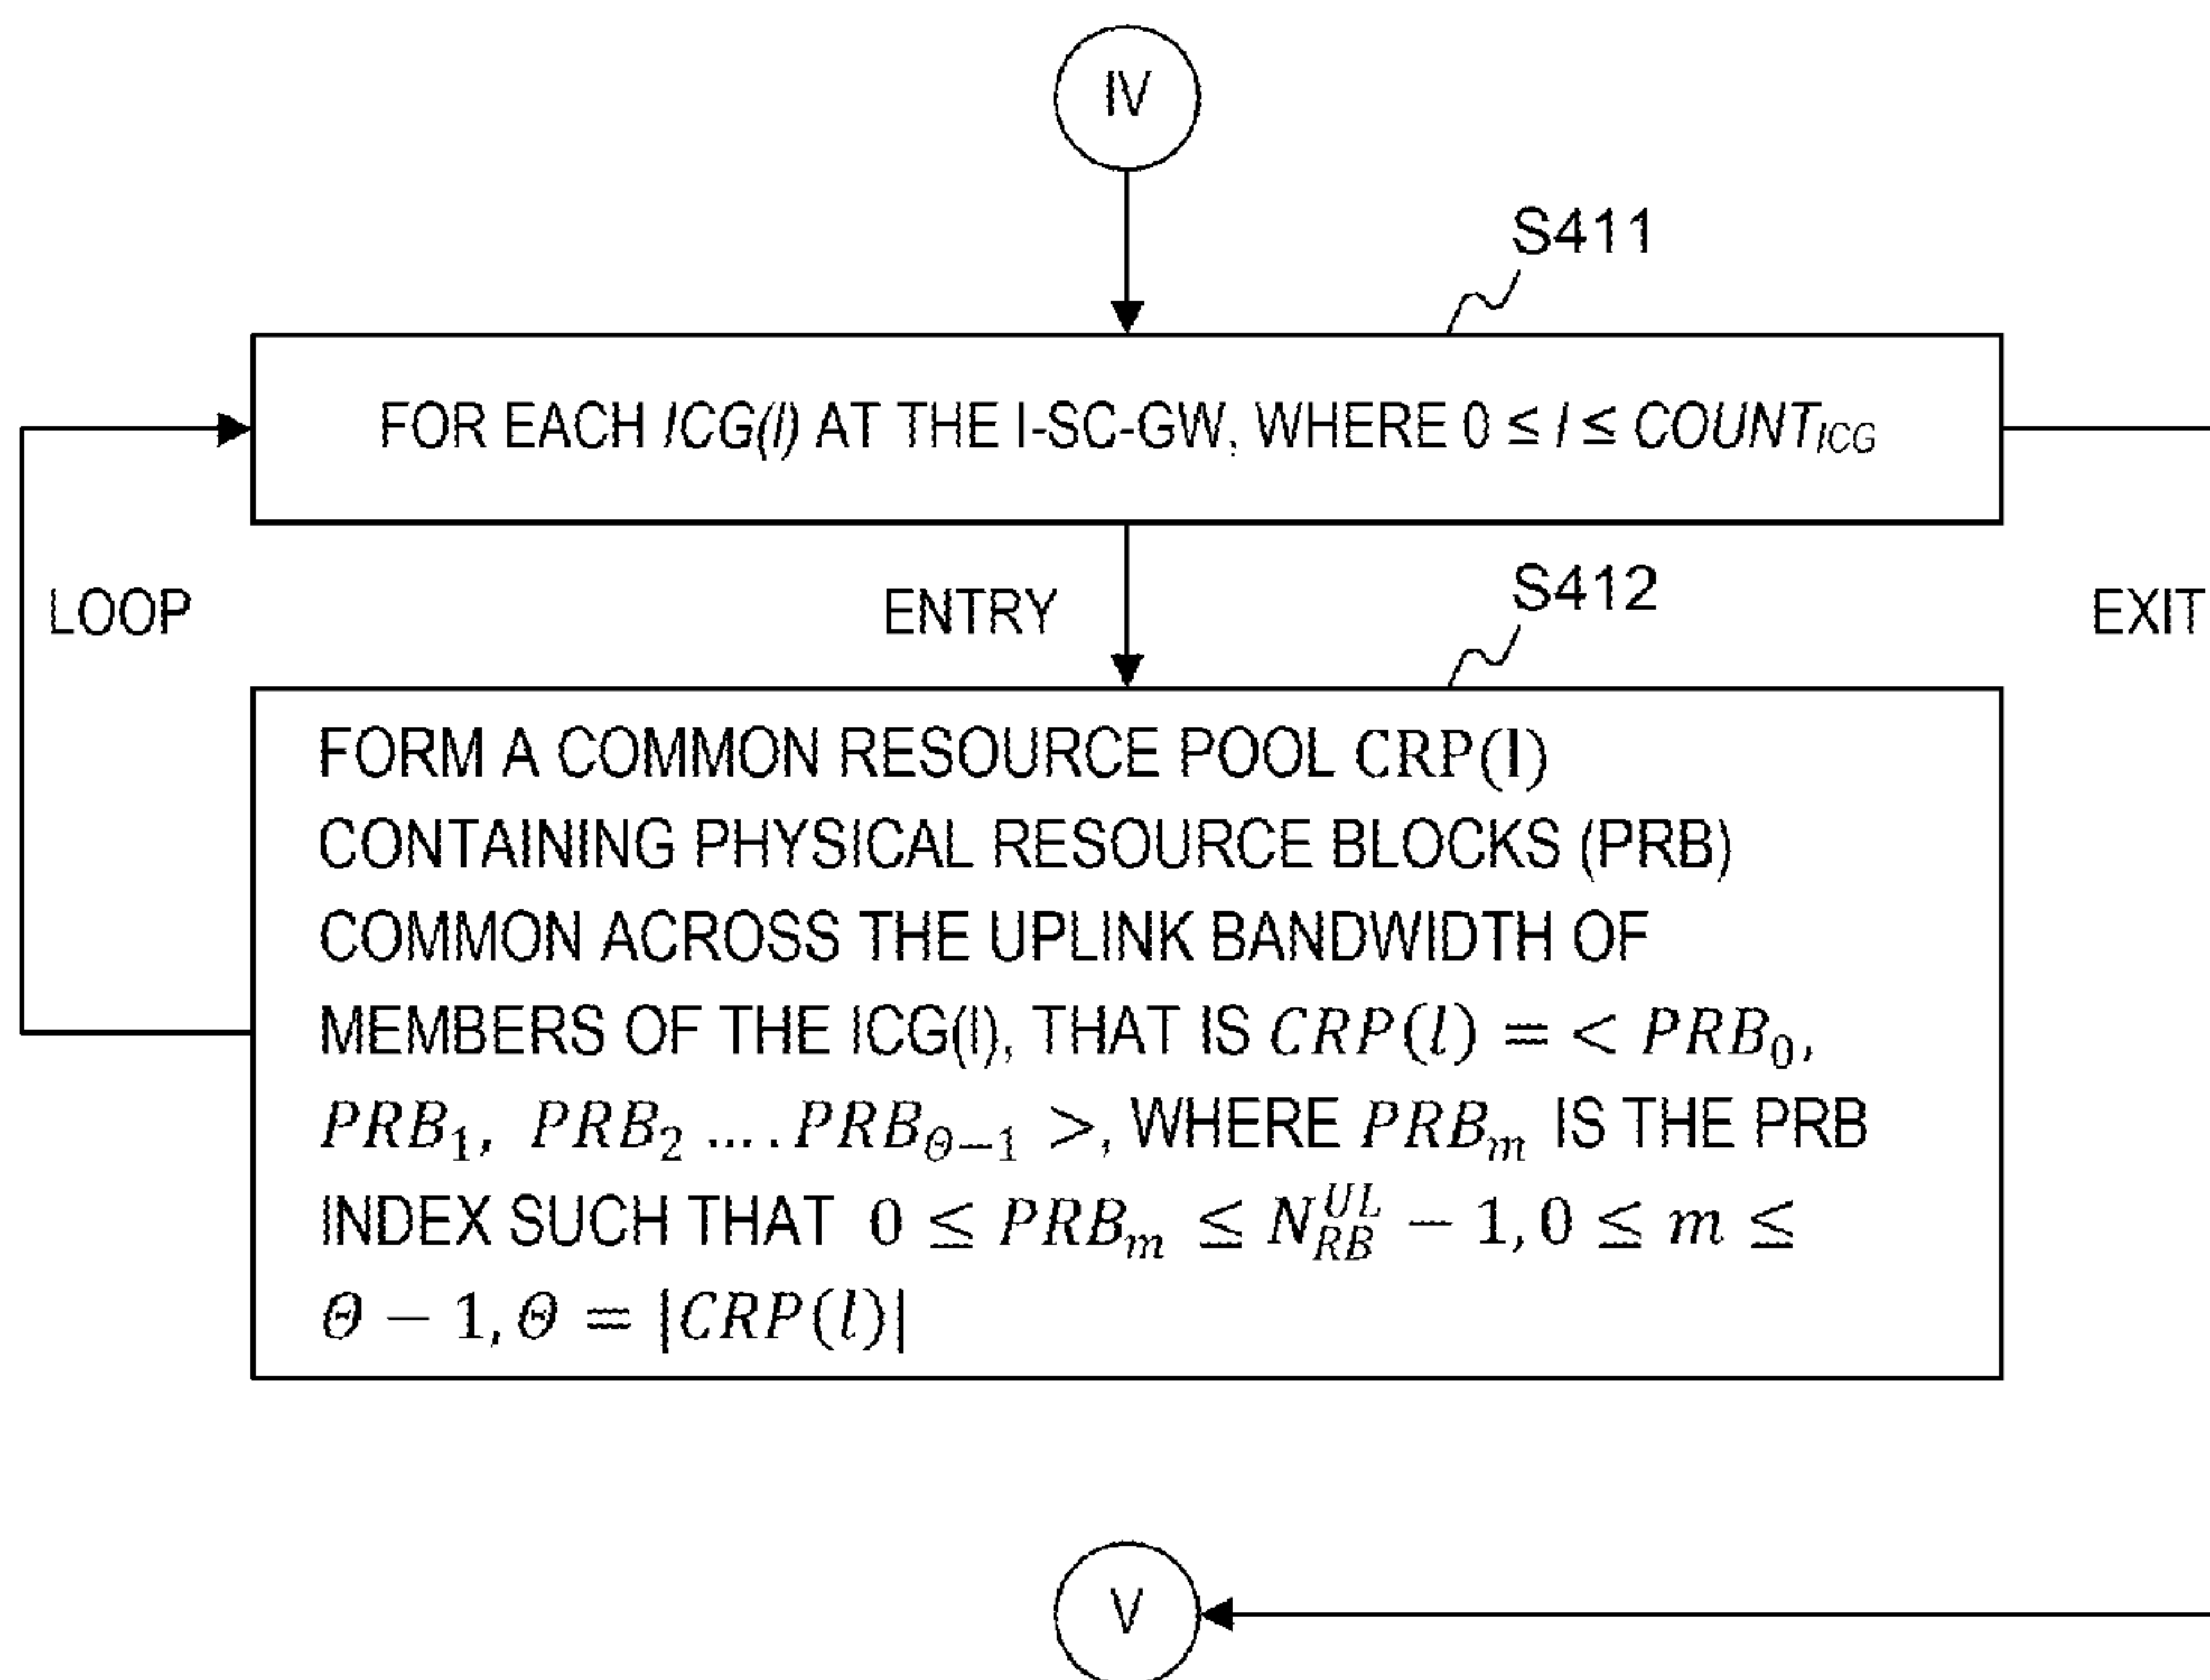 IV
S411
FOR EACH ICG(l) AT THE I-SC-GW, WHERE 0 ≤ l ≤ COUNT_ICG
LOOP
ENTRY
S412
EXIT
FORM A COMMON RESOURCE POOL CRP(l)
CONTAINING PHYSICAL RESOURCE BLOCKS (PRB)
COMMON ACROSS THE UPLINK BANDWIDTH OF
MEMBERS OF THE ICG(l), THAT IS CRP(l) = < PRB_0,
PRB_1, PRB_2 .... PRB_{Θ−1} >, WHERE PRB_m IS THE PRB
INDEX SUCH THAT 0 ≤ PRB_m ≤ N_{RB}^{UL} − 1, 0 ≤ m ≤
Θ − 1, Θ = |CRP(l)|
V